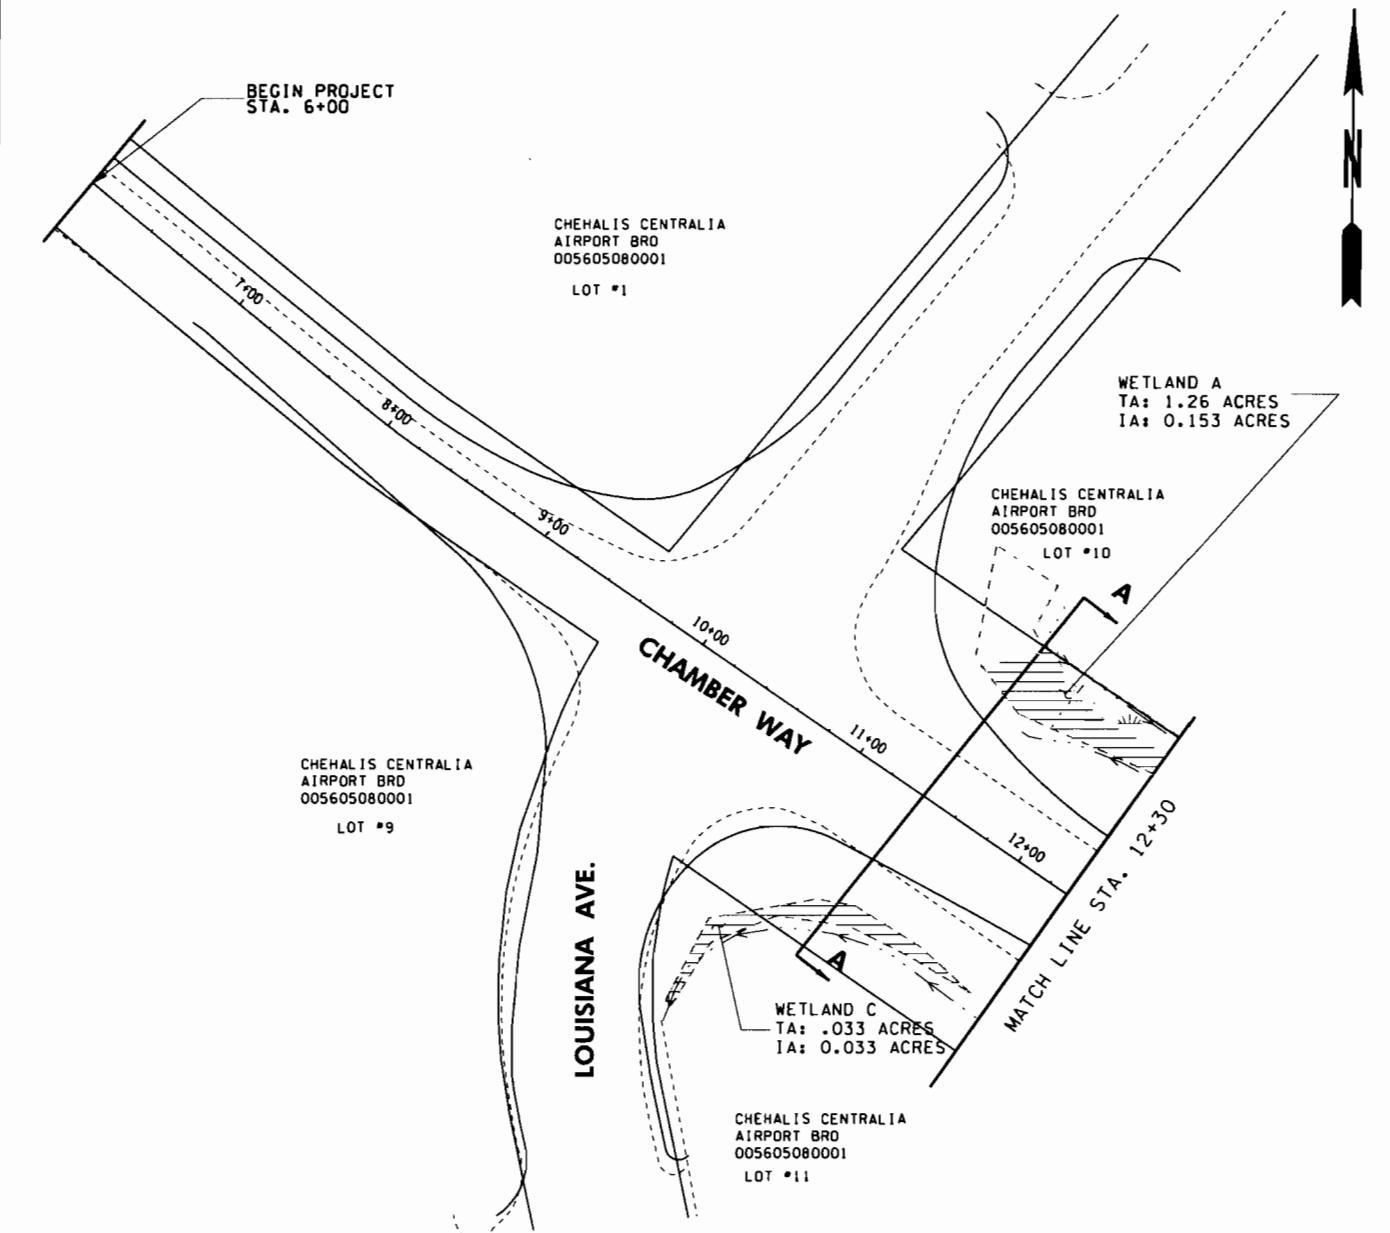 BEGIN PROJECT
STA. 6+00
N
CHEHALIS CENTRALIA
AIRPORT BRD
005605080001
LOT #1
7+00
8+00
WETLAND A
TA: 1.26 ACRES
IA: 0.153 ACRES
CHEHALIS CENTRALIA
AIRPORT BRD
005605080001
LOT #10
9+00
A
10+00
CHAMBER WAY
11+00
CHEHALIS CENTRALIA
AIRPORT BRD
005605080001
LOT #9
12+00
MATCH LINE STA. 12+30
LOUISIANA AVE.
A
WETLAND C
TA: .033 ACRES
IA: 0.033 ACRES
CHEHALIS CENTRALIA
AIRPORT BRD
005605080001
LOT #11